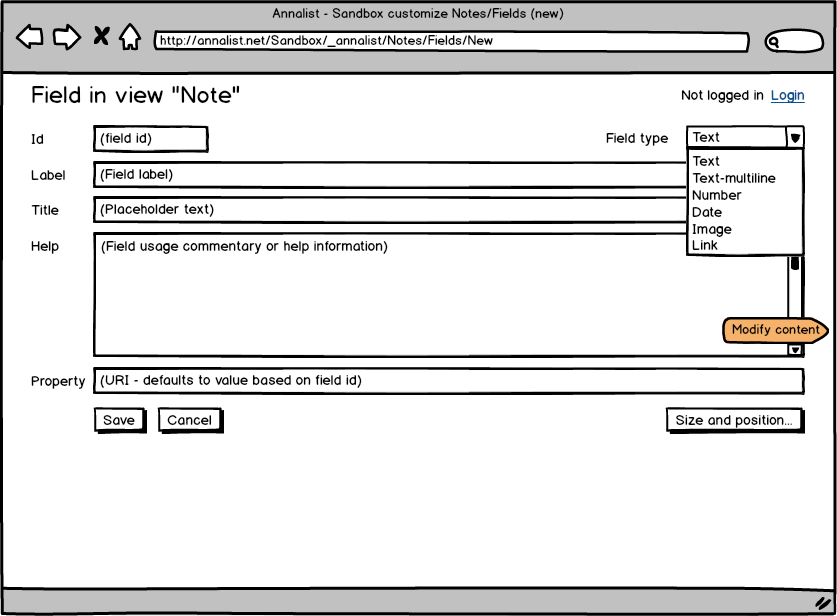 Annalist - Sandbox customize Notes/Fields (new)
http://annalist.net/Sandbox/_annalist/Notes/Fields/New
Field in view "Note"
Not logged in Login
Id (field id) Field type Text
Text
Text-multiline
Number
Date
Image
Link
Label (Field label)
Title (Placeholder text)
Help (Field usage commentary or help information)
Modify content
Property (URI - defaults to value based on field id)
Save Cancel Size and position...